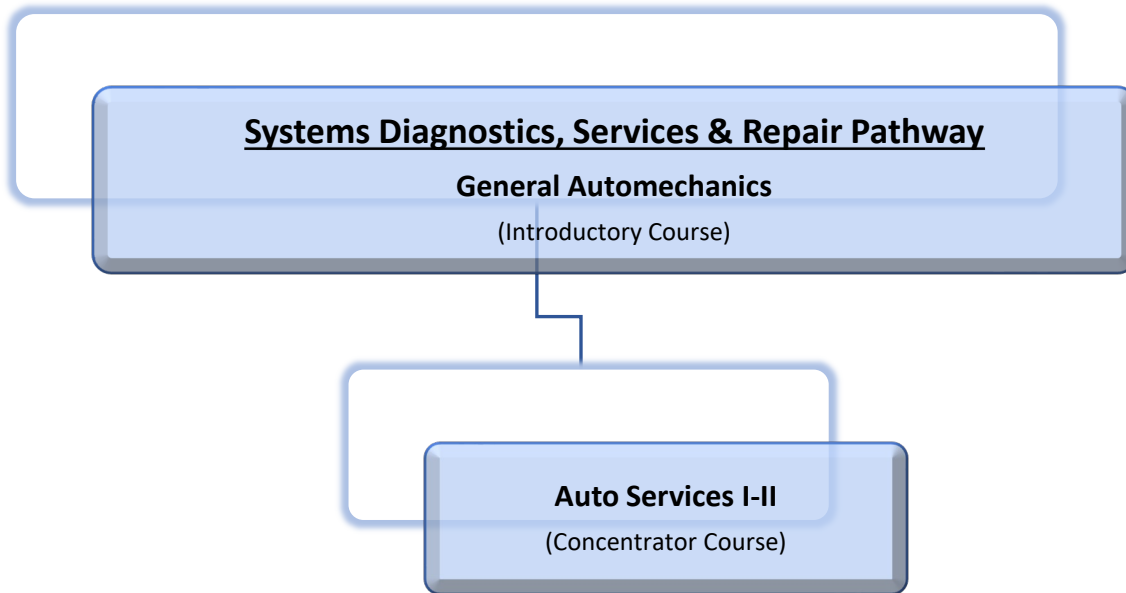 Systems Diagnostics, Services & Repair Pathway
General Automechanics
(Introductory Course)
Auto Services I-II
(Concentrator Course)